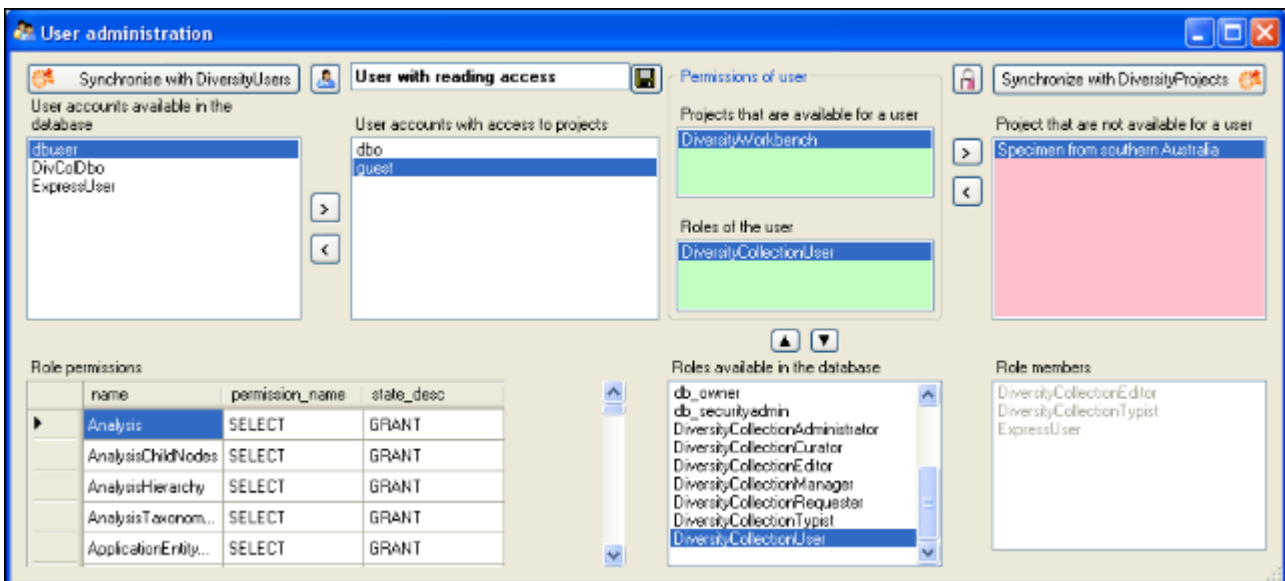 User administration
Synchronise with DiversityUsers
User with reading access
Permissions of user
Synchronize with DiversityProjects
User accounts available in the
database
User accounts with access to projects
Projects that are available for a user
Project that are not available for a user
dbuser
DivColDbo
ExpressUser
>
<
dbo
guest
DiversityWorkbench
>
<
Specimen from southern Australia
Roles of the user
DiversityCollectionUser
Role permissions
name permission_name state_desc
Analysis SELECT GRANT
AnalysisChildNodes SELECT GRANT
AnalysisHierarchy SELECT GRANT
AnalysisTaxonom... SELECT GRANT
ApplicationEntity... SELECT GRANT
Roles available in the database
db_owner
db_securityadmin
DiversityCollectionAdministrator
DiversityCollectionCurator
DiversityCollectionEditor
DiversityCollectionManager
DiversityCollectionRequester
DiversityCollectionTypist
DiversityCollectionUser
Role members
DiversityCollectionEditor
DiversityCollectionTypist
ExpressUser